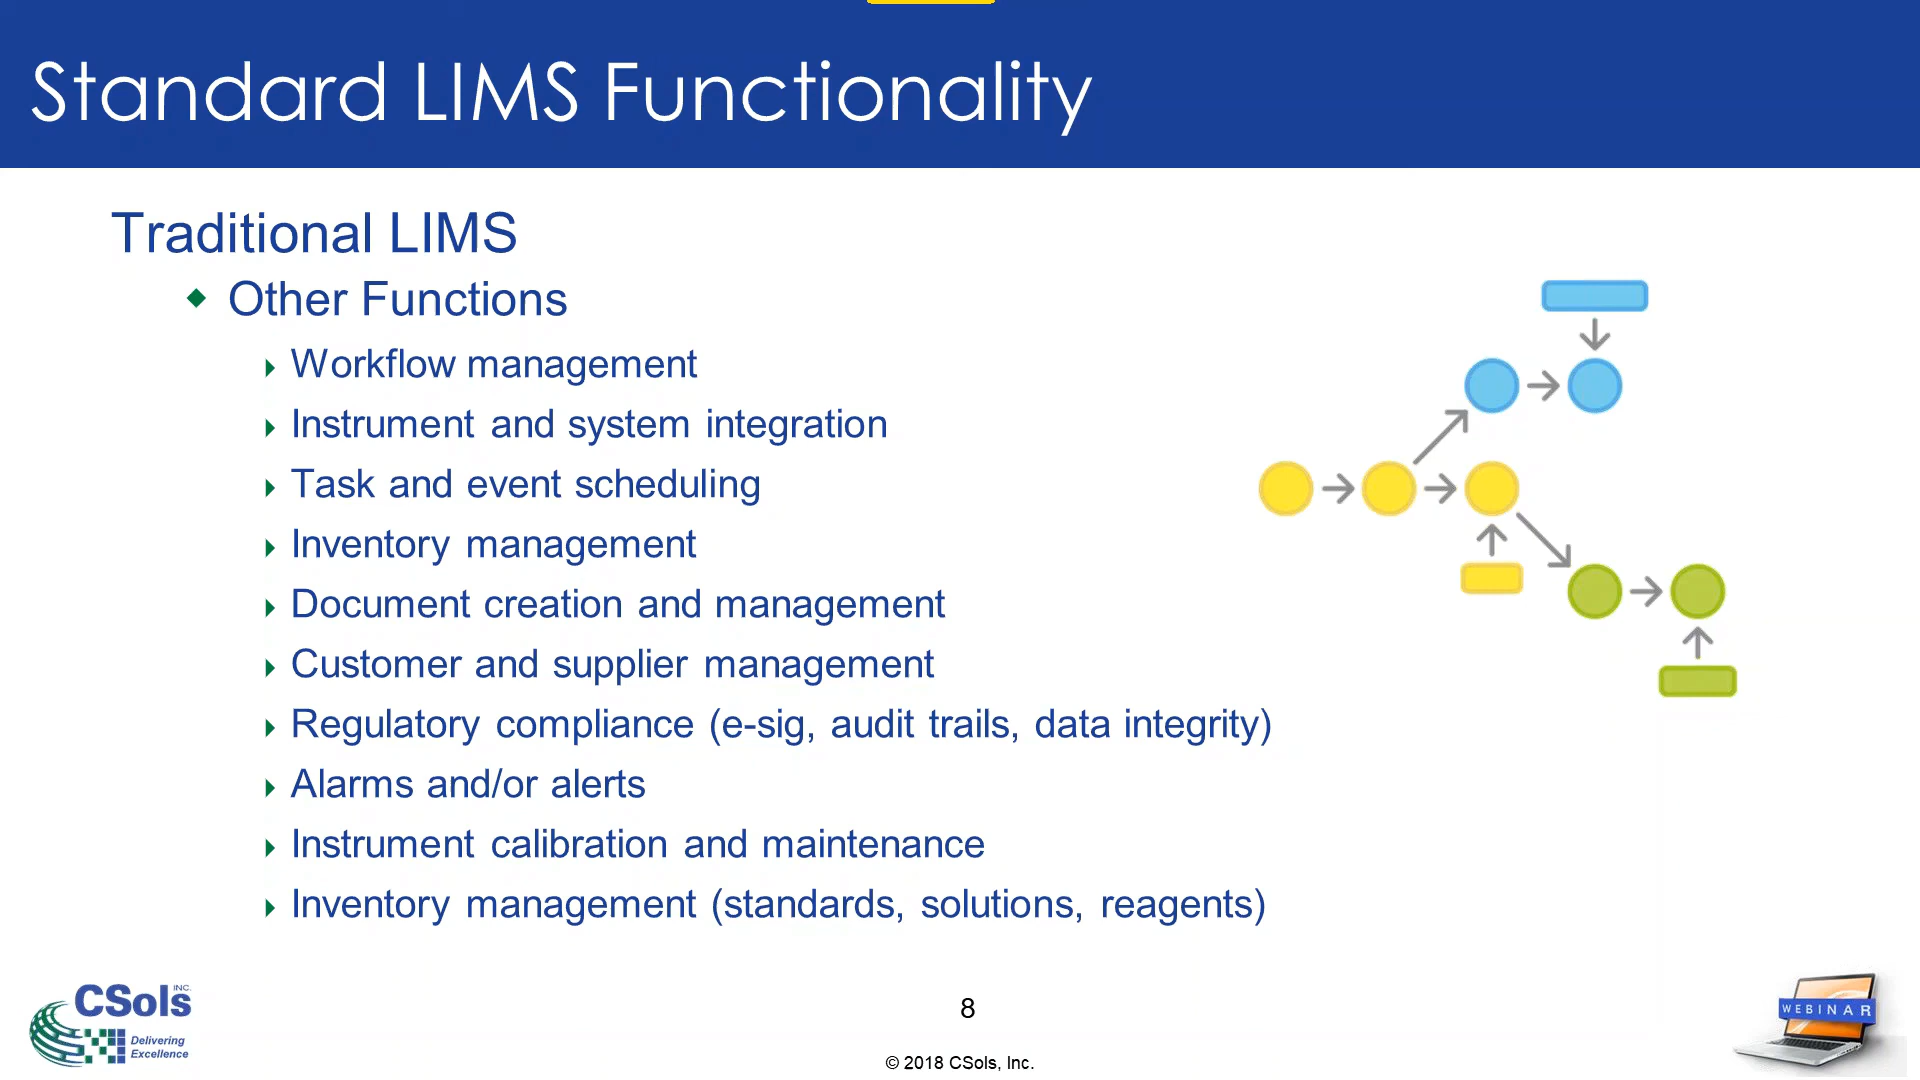 Standard LIMS Functionality
Traditional LIMS
Other Functions
Workflow management
Instrument and system integration
Task and event scheduling
Inventory management
Document creation and management
Customer and supplier management
Regulatory compliance (e-sig, audit trails, data integrity)
Alarms and/or alerts
Instrument calibration and maintenance
Inventory management (standards, solutions, reagents)
CSols INC.
Delivering
Excellence
8
© 2018 CSols, Inc.
WEBINAR